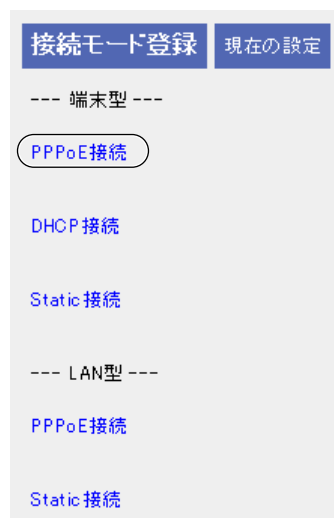 接続モード登録 現在の設定
--- 端末型 ---
PPPoE接続
DHCP接続
Static接続
--- LAN型 ---
PPPoE接続
Static接続